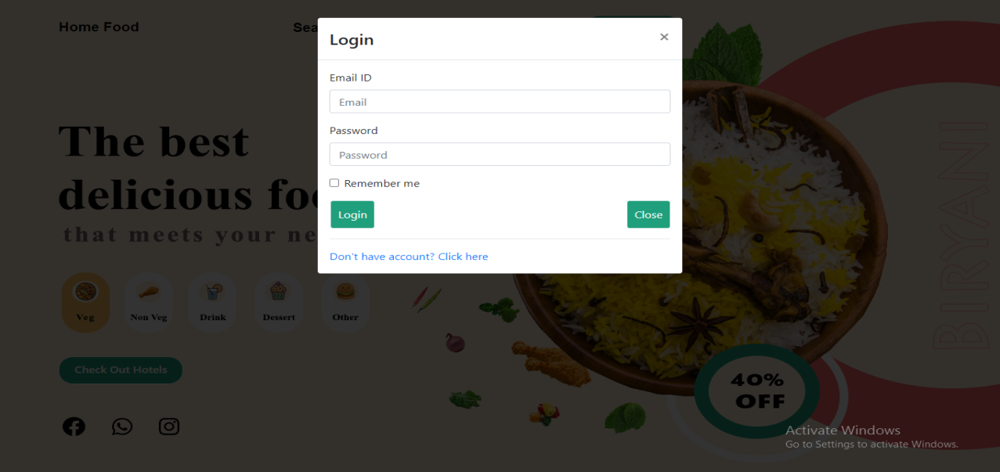 Home Food
Sea
Login
×
Email ID
Email
Password
Password
Remember me
Login
Close
Don't have account? Click here
The best
delicious foo
that meets your ne
Veg
Non Veg
Drink
Dessert
Other
Check Out Hotels
BIRYANI
40%
OFF
Activate Windows
Go to Settings to activate Windows.